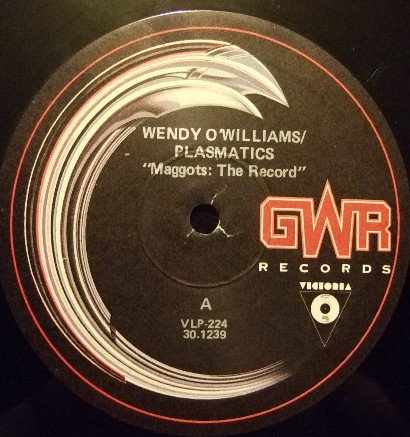 WENDY O'WILLIAMS/
PLASMATICS
"Maggots: The Record"
GWR
RECORDS
VICTORIA
A
VLP-224
30.1239